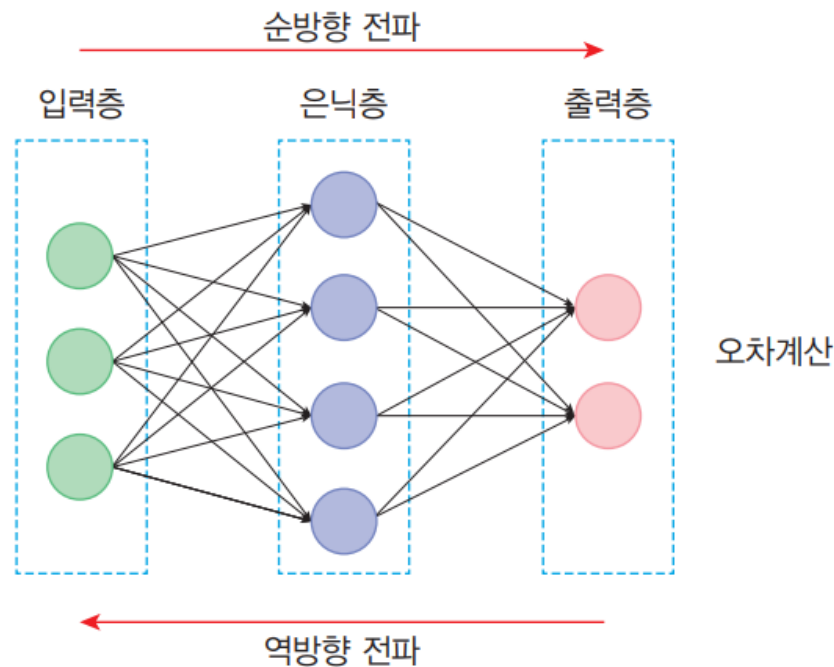 순방향 전파
입력층
은닉층
출력층
오차계산
역방향 전파